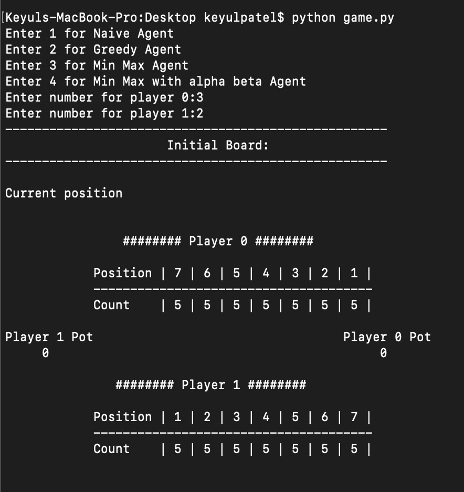 [Keyuls-MacBook-Pro:Desktop keyulpatel$ python game.py
Enter 1 for Naive Agent
Enter 2 for Greedy Agent
Enter 3 for Min Max Agent
Enter 4 for Min Max with alpha beta Agent
Enter number for player 0:3
Enter number for player 1:2
----------------------------------------------------
Initial Board:
----------------------------------------------------
Current position
######## Player 0 ########
Position | 7 | 6 | 5 | 4 | 3 | 2 | 1 |
--------------------------------------
Count    | 5 | 5 | 5 | 5 | 5 | 5 | 5 |
Player 1 Pot                                  Player 0 Pot
0                                             0
######## Player 1 ########
Position | 1 | 2 | 3 | 4 | 5 | 6 | 7 |
--------------------------------------
Count    | 5 | 5 | 5 | 5 | 5 | 5 | 5 |